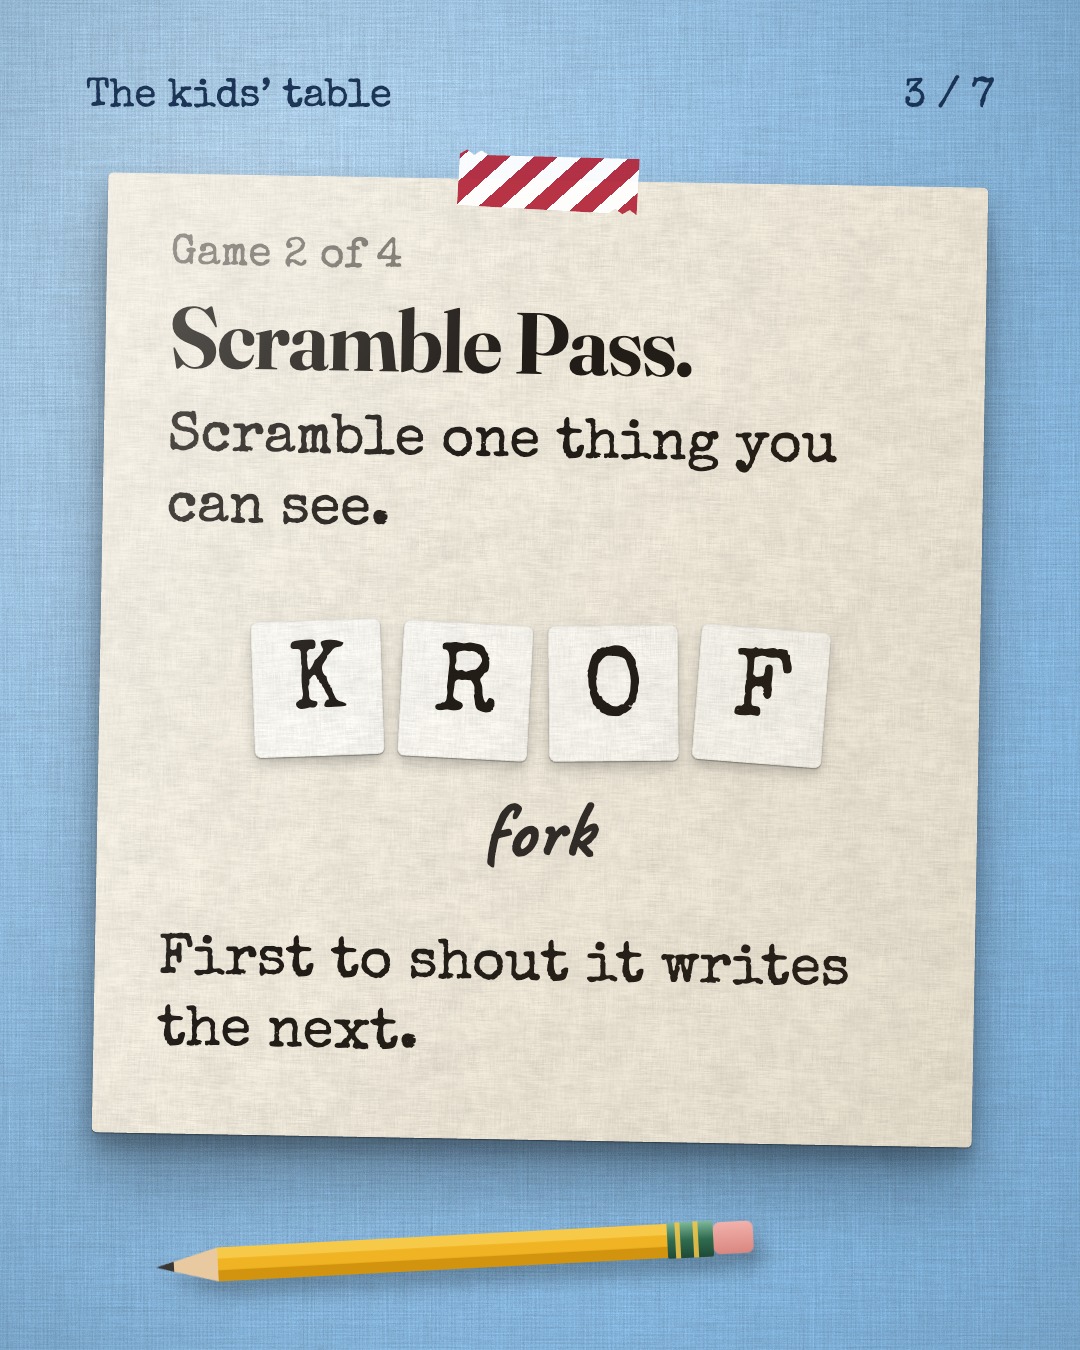 The kids’ table
3 / 7
Game 2 of 4
Scramble Pass.
Scramble one thing you
can see.
K R O F
fork
First to shout it writes
the next.